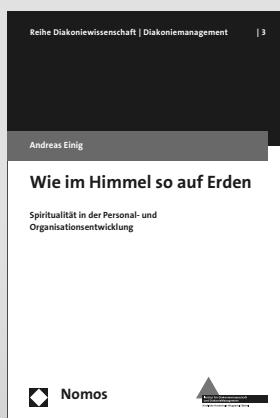 Reihe Diakoniewissenschaft | Diakoniemanagement | 3
Andreas Einig
Wie im Himmel so auf Erden
Spiritualität in der Personal- und
Organisationsentwicklung
Nomos